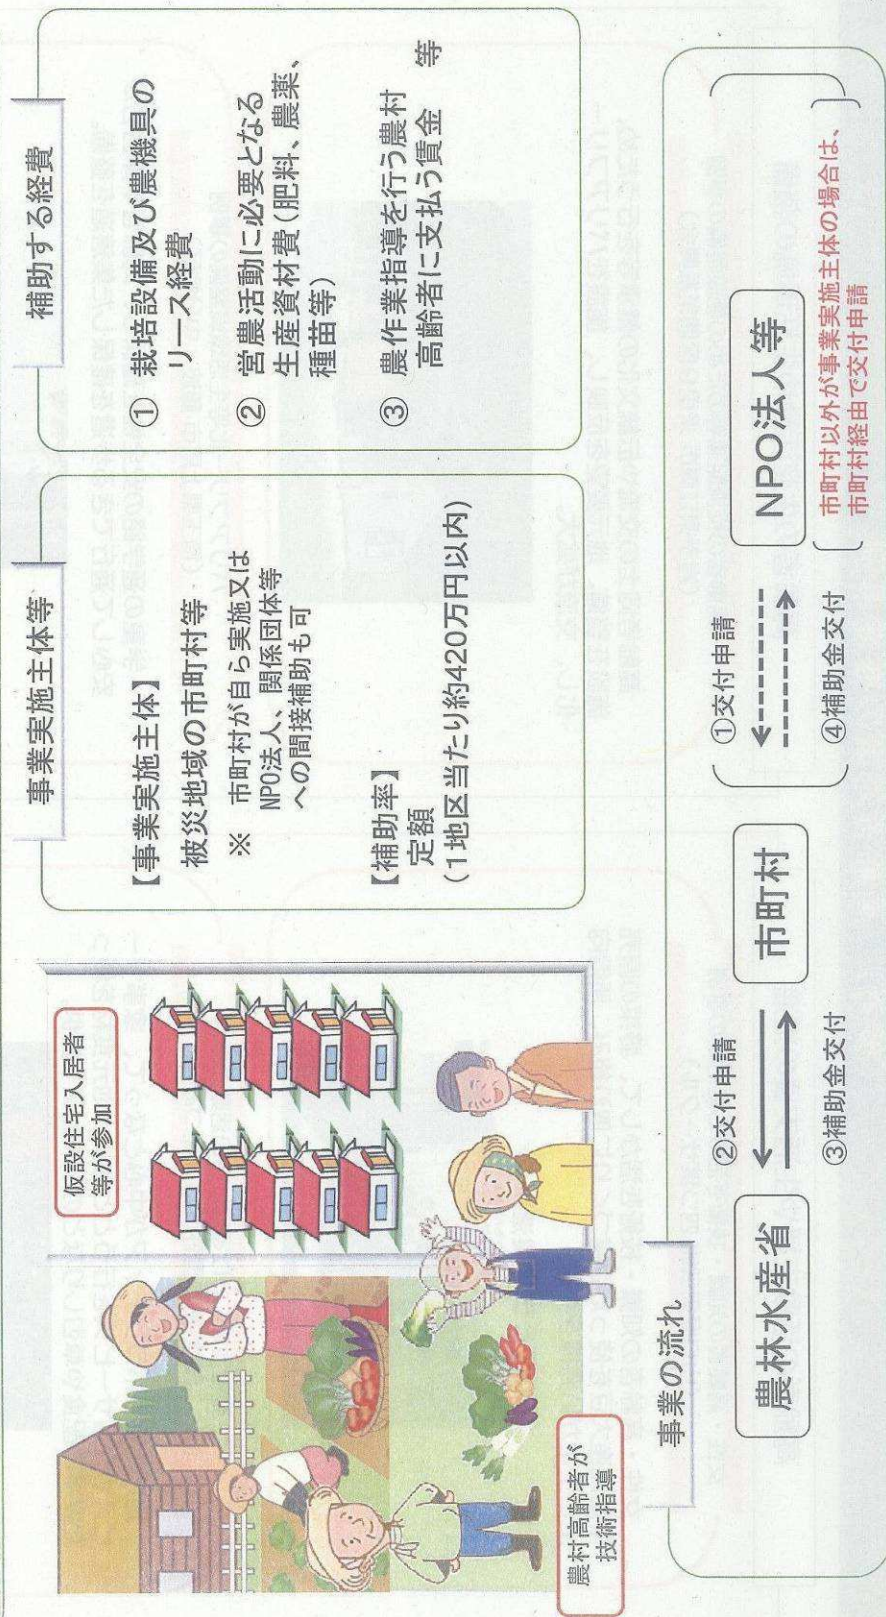 仮設住宅入居者
等が参加
農村高齢者が
技術指導
事業実施主体等
【事業実施主体】
被災地域の市町村等
※ 市町村が自ら実施又は
NPO法人、関係団体等
への間接補助も可
【補助率】
定額
(1地区当たり約420万円以内)
補助する経費
① 栽培設備及び農機具の
リース経費
② 営農活動に必要となる
生産資材費(肥料、農薬、
種苗等)
③ 農作業指導を行う農村
高齢者に支払う賃金 等
事業の流れ
農林水産省
②交付申請
③補助金交付
市町村
①交付申請
④補助金交付
NPO法人等
市町村以外が事業実施主体の場合は、
市町村経由で交付申請